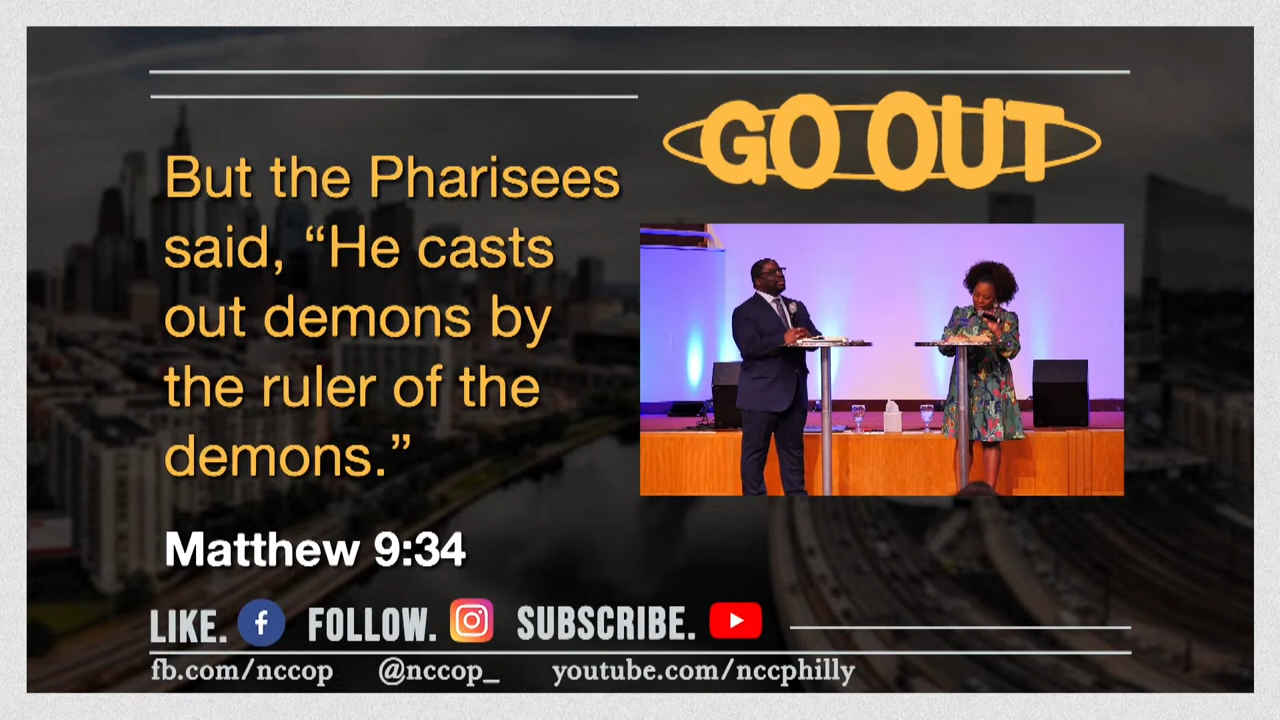 GO OUT
But the Pharisees
said, “He casts
out demons by
the ruler of the
demons.”
Matthew 9:34
LIKE. FOLLOW. SUBSCRIBE.
fb.com/nccop @nccop_ youtube.com/nccphilly